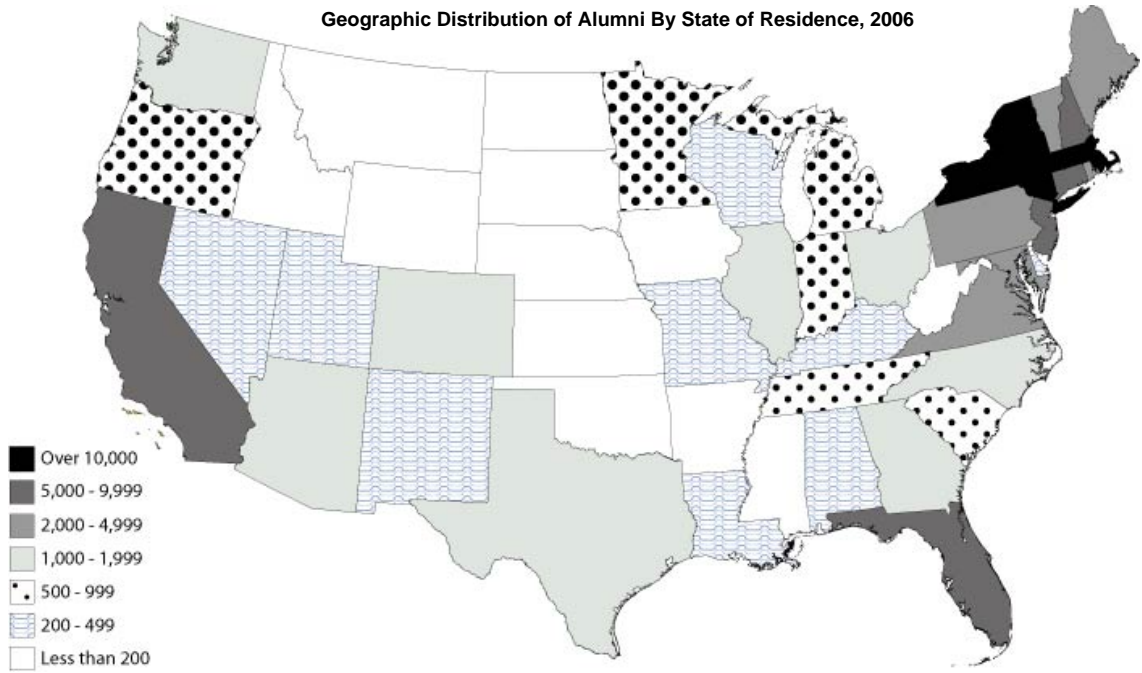 Geographic Distribution of Alumni By State of Residence, 2006
Over 10,000
5,000 - 9,999
2,000 - 4,999
1,000 - 1,999
500 - 999
200 - 499
Less than 200